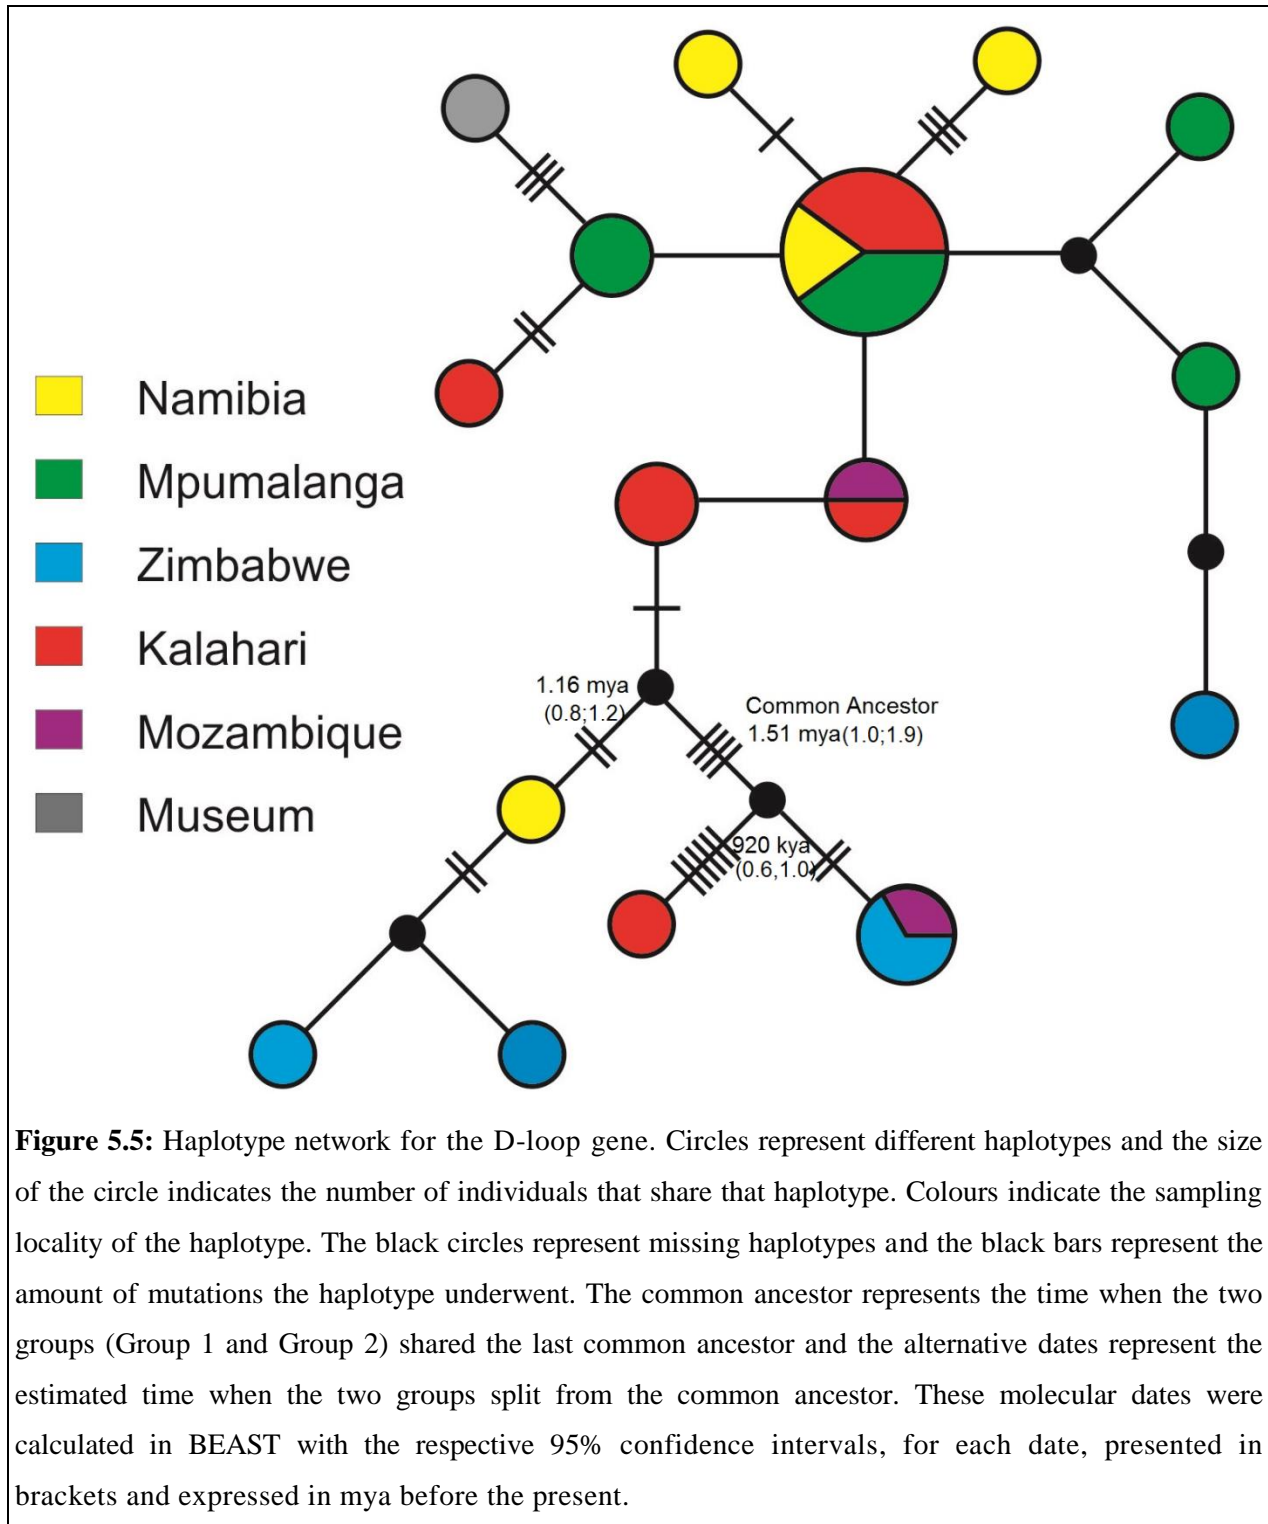 Namibia
Mpumalanga
Zimbabwe
Kalahari
Mozambique
Museum
1.16 mya
(0.8;1.2)
Common Ancestor
1.51 mya(1.0;1.9)
920 kya
(0.6,1.0)
Figure 5.5: Haplotype network for the D-loop gene. Circles represent different haplotypes and the size
of the circle indicates the number of individuals that share that haplotype. Colours indicate the sampling
locality of the haplotype. The black circles represent missing haplotypes and the black bars represent the
amount of mutations the haplotype underwent. The common ancestor represents the time when the two
groups (Group 1 and Group 2) shared the last common ancestor and the alternative dates represent the
estimated time when the two groups split from the common ancestor. These molecular dates were
calculated in BEAST with the respective 95% confidence intervals, for each date, presented in
brackets and expressed in mya before the present.